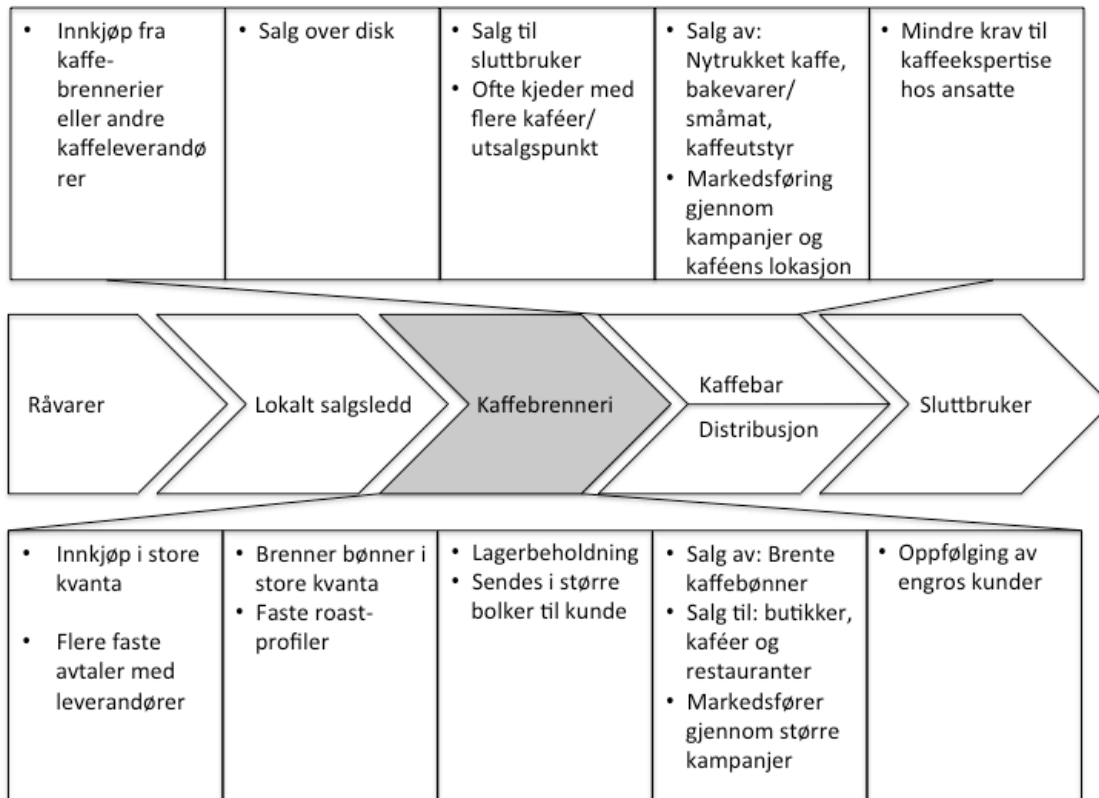 • Innkjøp fra
kaffe-
brennerier
eller andre
kaffeleverandø
rer
• Salg over disk
• Salg til
sluttbruker
• Ofte kjeder med
flere kaféer/
utsalgspunkt
• Salg av:
Nytrukket kaffe,
bakevarer/
småmat,
kaffeutstyr
• Markedsføring
gjennom
kampanjer og
kaféens lokasjon
• Mindre krav til
kaffeekspertise
hos ansatte
Råvarer
Lokalt salgsledd
Kaffebrenneri
Kaffebar
Distribusjon
Sluttbruker
• Innkjøp i store
kvanta
• Flere faste
avtaler med
leverandører
• Brenner bønner i
store kvanta
• Faste roast-
profiler
• Lagerbeholdning
• Sendes i større
bolker til kunde
• Salg av: Brente
kaffebønner
• Salg til: butikker,
kaféer og
restauranter
• Markedsfører
gjennom større
kampanjer
• Oppfølging av
engros kunder